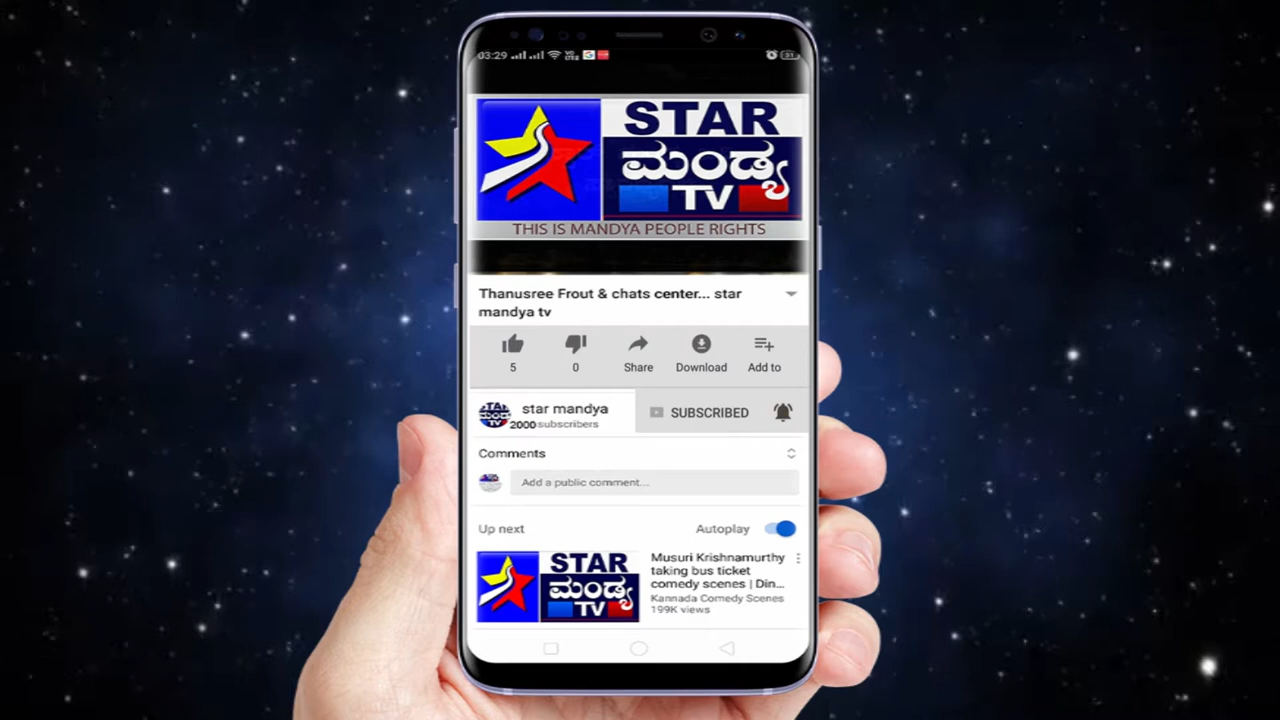 03:29
31
STAR
ಮಂಡ್ಯ
TV
THIS IS MANDYA PEOPLE RIGHTS
Thanusree Frout & chats center... star
mandya tv
5 0 Share Download Add to
star mandya SUBSCRIBED
2000 subscribers
Comments
Add a public comment...
Up next Autoplay
STAR
ಮಂಡ್ಯ
TV
Musuri Krishnamurthy
taking bus ticket
comedy scenes | Din...
Kannada Comedy Scenes
199K views